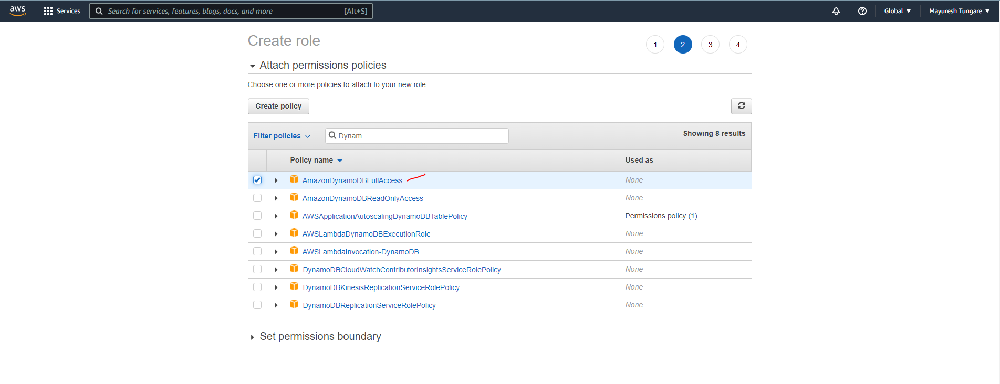 aws Services Search for services, features, blogs, docs, and more [Alt+S] Global Mayuresh Tungare
Create role 1 2 3 4
Attach permissions policies
Choose one or more policies to attach to your new role.
Create policy
Filter policies Dynam Showing 8 results
Policy name Used as
AmazonDynamoDBFullAccess None
AmazonDynamoDBReadOnlyAccess None
AWSApplicationAutoscalingDynamoDBTablePolicy Permissions policy (1)
AWSLambdaDynamoDBExecutionRole None
AWSLambdaInvocation-DynamoDB None
DynamoDBCloudWatchContributorInsightsServiceRolePolicy None
DynamoDBKinesisReplicationServiceRolePolicy None
DynamoDBReplicationServiceRolePolicy None
Set permissions boundary